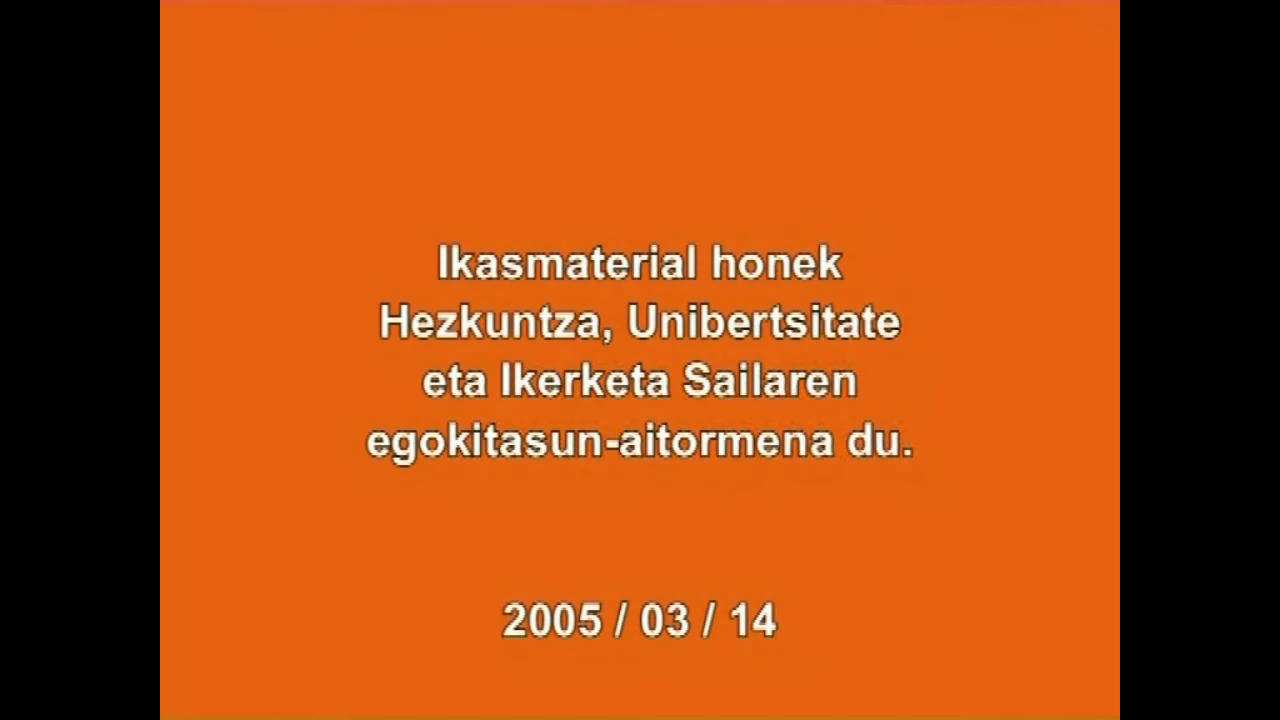 Ikasmaterial honek
Hezkuntza, Unibertsitate
eta Ikerketa Sailaren
egokitasun-aitormena du.
2005 / 03 / 14